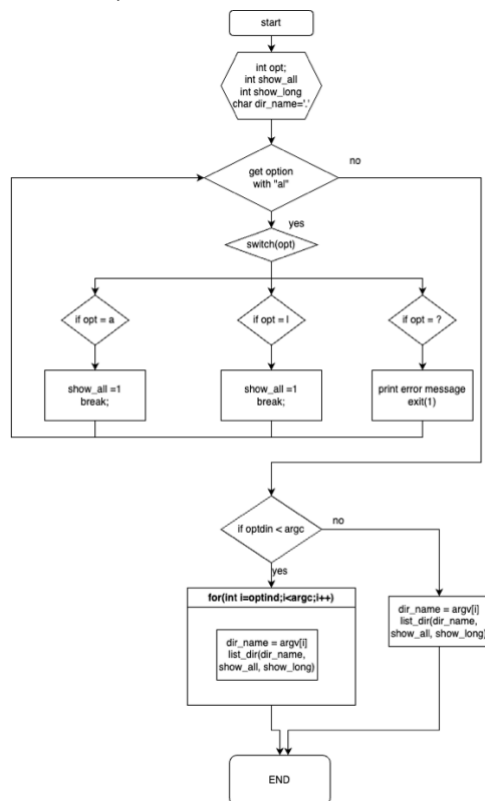 start
int opt;
int show_all
int show_long
char dir_name='.'
no
get option
with "al"
yes
switch(opt)
if opt = a
if opt = l
if opt = ?
show_all =1
break;
show_all =1
break;
print error message
exit(1)
if optdin < argc
no
yes
for(int i=optind;i<argc;i++)
dir_name = argv[i]
list_dir(dir_name,
show_all, show_long)
dir_name = argv[i]
list_dir(dir_name,
show_all, show_long)
END